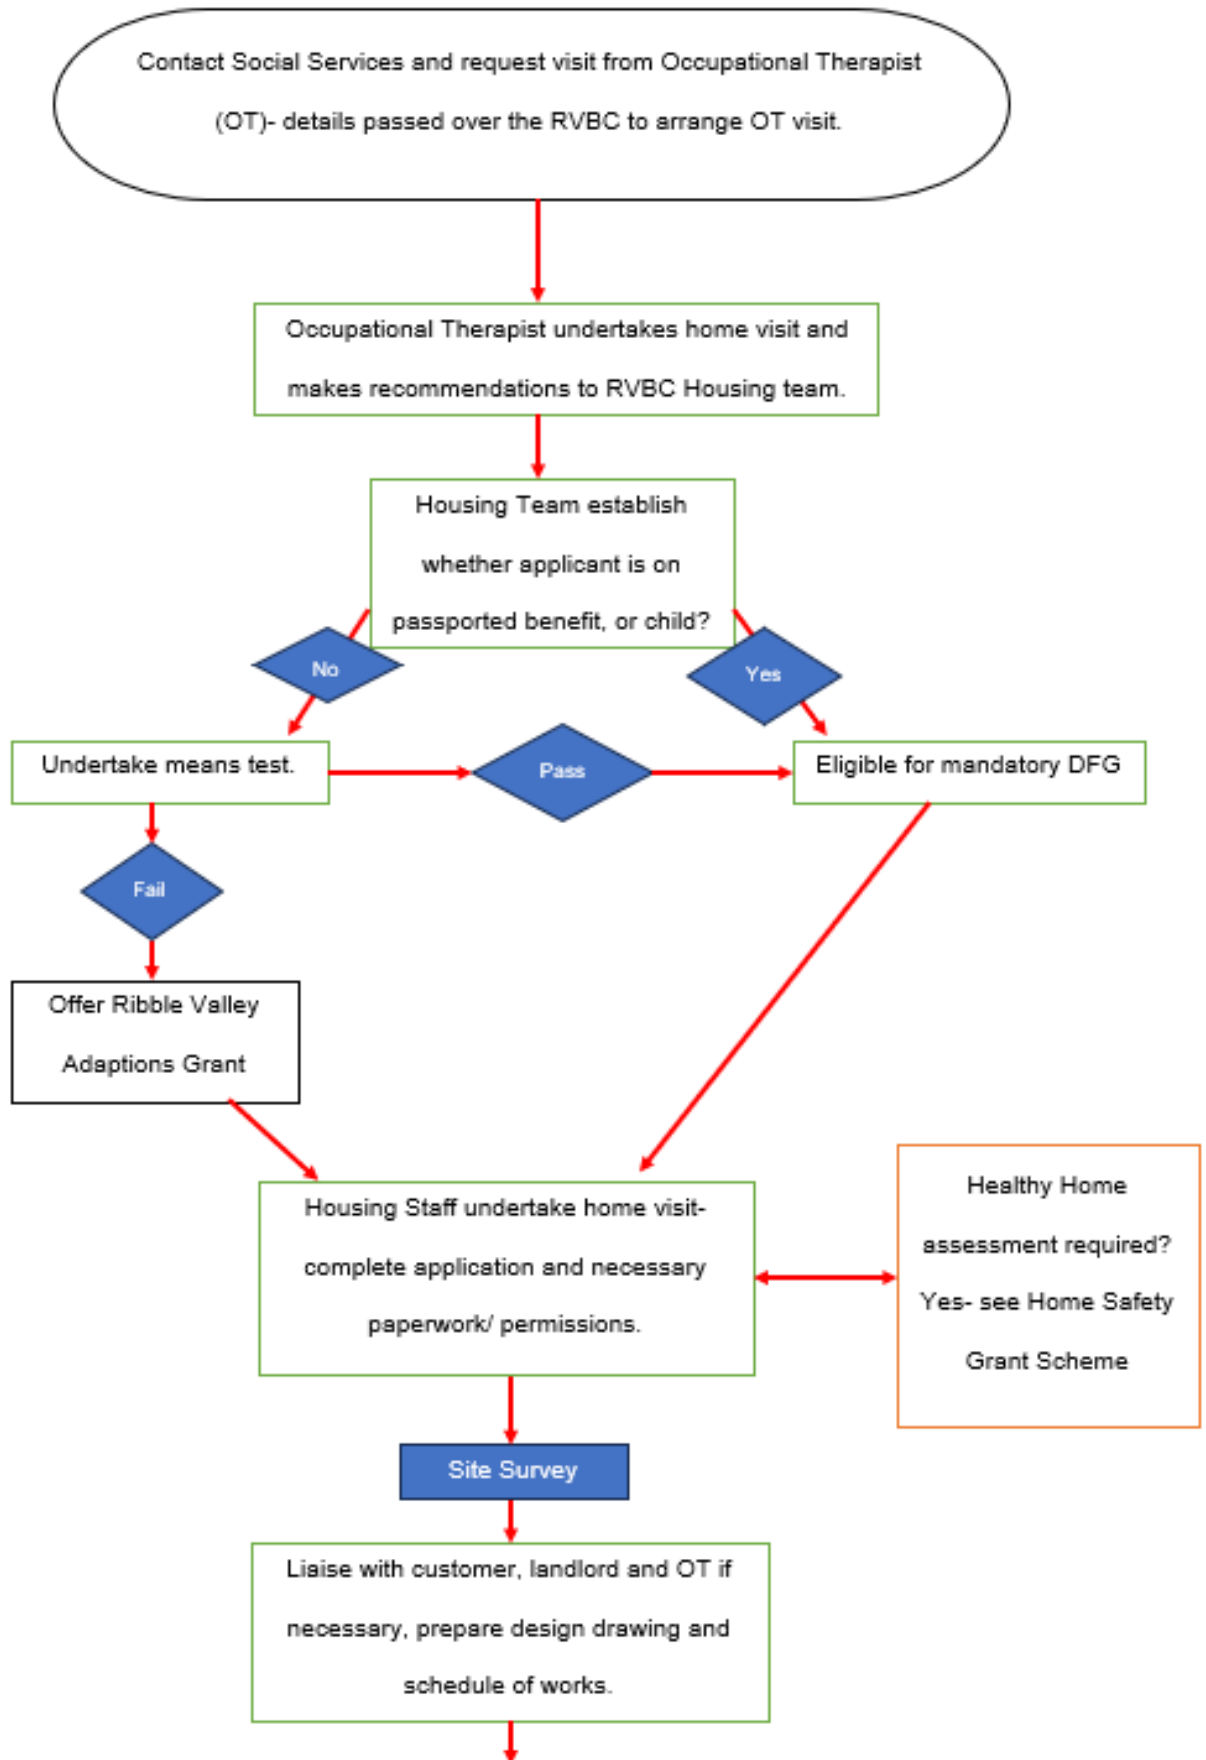 Contact Social Services and request visit from Occupational Therapist
(OT)- details passed over the RVBC to arrange OT visit.
Occupational Therapist undertakes home visit and
makes recommendations to RVBC Housing team.
Housing Team establish
whether applicant is on
passported benefit, or child?
No
Yes
Undertake means test.
Pass
Eligible for mandatory DFG
Fail
Offer Ribble Valley
Adaptions Grant
Housing Staff undertake home visit-
complete application and necessary
paperwork/ permissions.
Healthy Home
assessment required?
Yes- see Home Safety
Grant Scheme
Site Survey
Liaise with customer, landlord and OT if
necessary, prepare design drawing and
schedule of works.